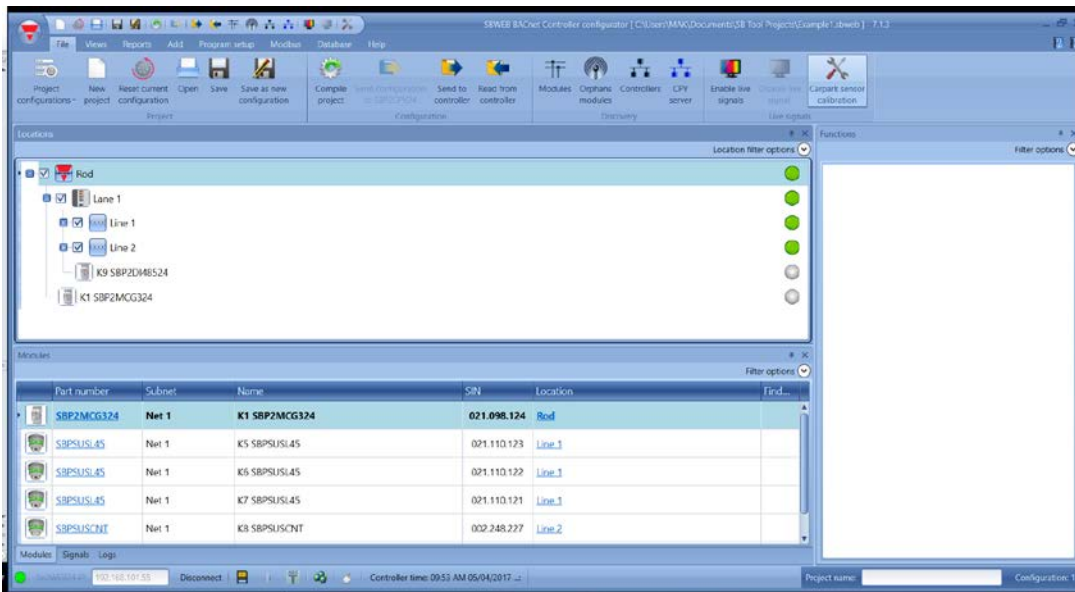 SBWEB BACnet Controller configurator [ C:\Users\MAK\Documents\SB Tool Projects\Example1.sbweb ] 7.1.3
File Views Reports Add Program setup Modbus Database Help
Project configurations
New project
Reset current configuration
Open
Save
Save as new configuration
Compile project
Send configuration
Send to controller
Read from controller
Modules
Orphans modules
Controllers
CPY server
Enable live signals
Disable live signal
Carpark sensor calibration
Project Configuration Discovery Live signals
Locations
Location filter options
Rod
Lane 1
Line 1
Line 2
K9 SBP2DI48524
K1 SBP2MCG324
Functions
Filter options
Modules
Filter options
Part number Subnet Name SIN Location Find...
SBP2MCG324 Net 1 K1 SBP2MCG324 021.098.124 Rod
SBPSUSL45 Net 1 K5 SBPSUSL45 021.110.123 Line 1
SBPSUSL45 Net 1 K6 SBPSUSL45 021.110.122 Line 1
SBPSUSL45 Net 1 K7 SBPSUSL45 021.110.121 Line 1
SBPSUSCNT Net 1 K8 SBPSUSCNT 002.248.227 Line 2
Modules Signals Logs
192.168.101.55 Disconnect Controller time: 09:53 AM 05/04/2017 Project name: Configuration: 1